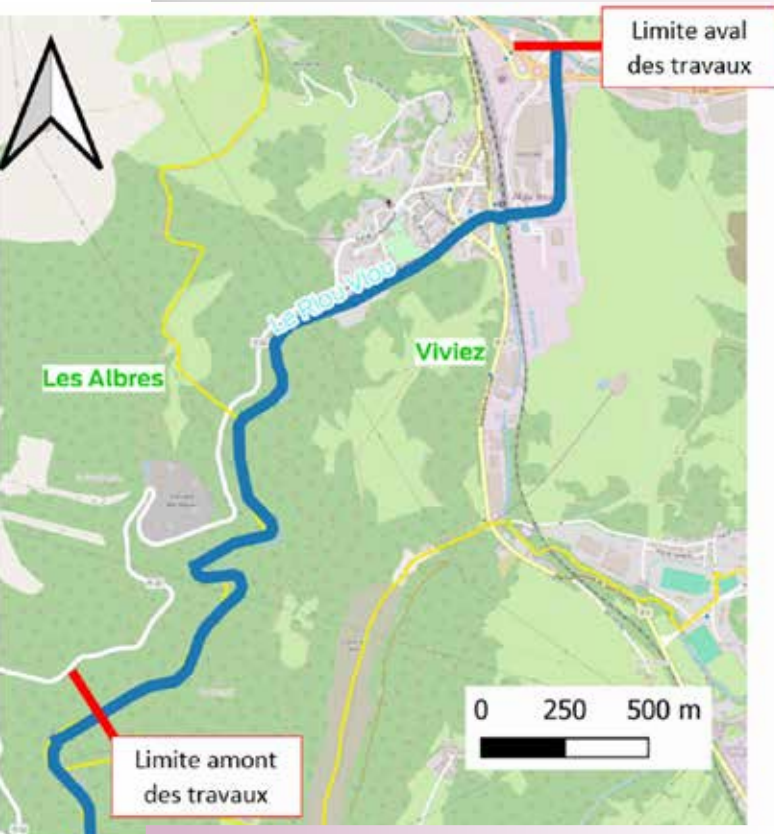 Limite aval
des travaux
Le Riou Viou
Viviez
Les Albres
0 250 500 m
Limite amont
des travaux